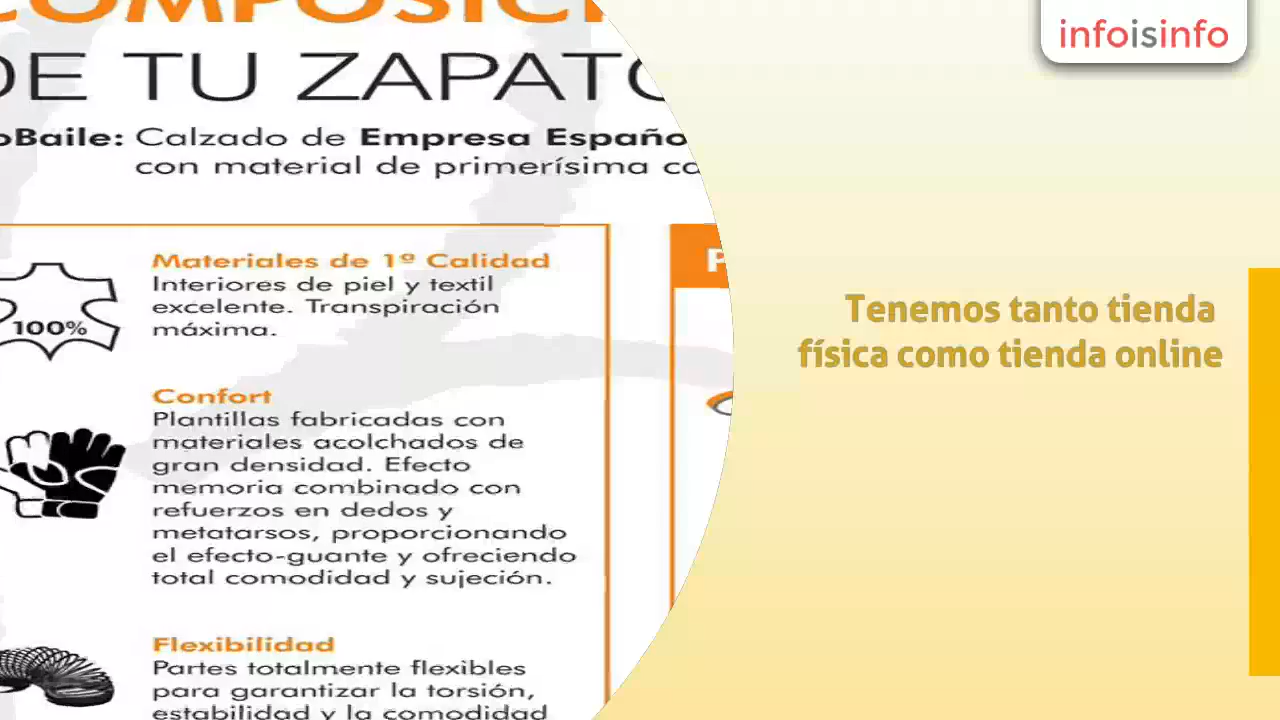 COMPOSICI
DE TU ZAPATO
oBaile: Calzado de Empresa Españo
con material de primerísima ca
Materiales de 1ª Calidad
Interiores de piel y textil
excelente. Transpiración
máxima.
100%
Confort
Plantillas fabricadas con
materiales acolchados de
gran densidad. Efecto
memoria combinado con
refuerzos en dedos y
metatarsos, proporcionando
el efecto-guante y ofreciendo
total comodidad y sujeción.
Flexibilidad
Partes totalmente flexibles
para garantizar la torsión,
estabilidad y la comodidad
P
infoisinfo
Tenemos tanto tienda
física como tienda online